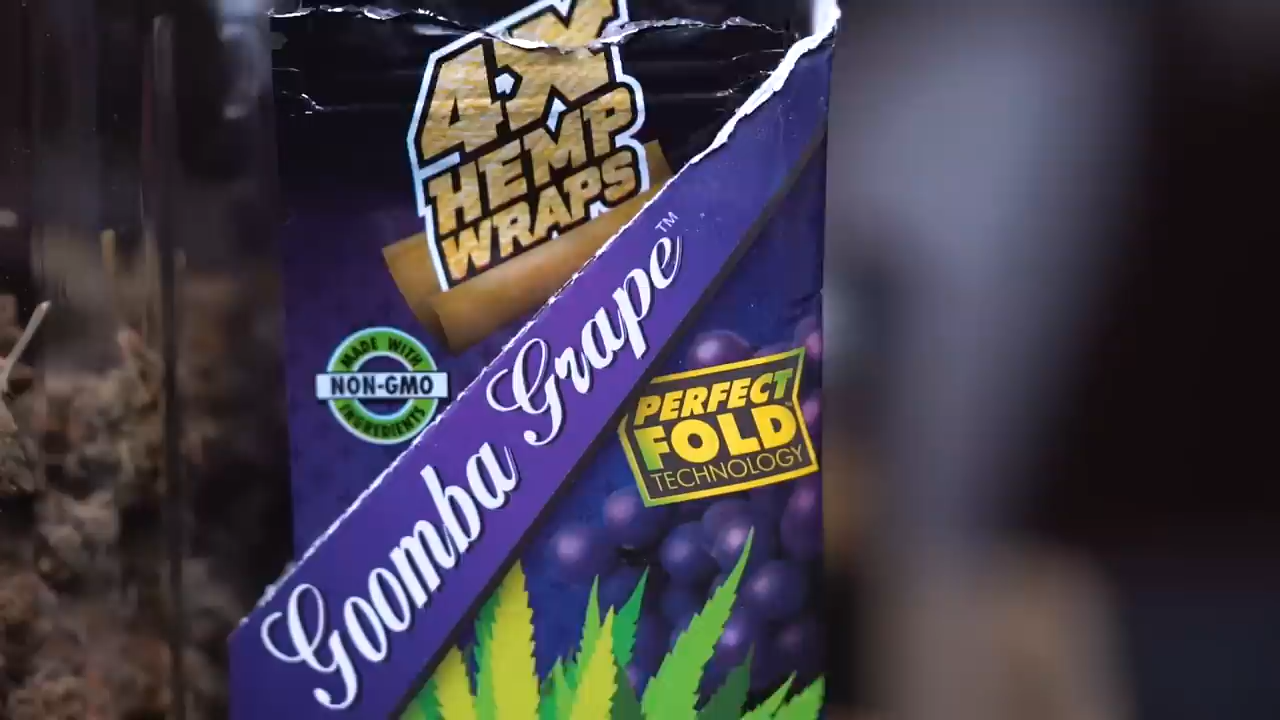 4X
HEMP
WRAPS
Goomba Grape™
MADE WITH
NON-GMO
INGREDIENTS
PERFECT
FOLD
TECHNOLOGY